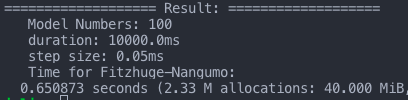 ==================== Result: ====================
Model Numbers: 100
duration: 10000.0ms
step size: 0.05ms
Time for Fitzhuge-Nangumo:
0.650873 seconds (2.33 M allocations: 40.000 MiB,